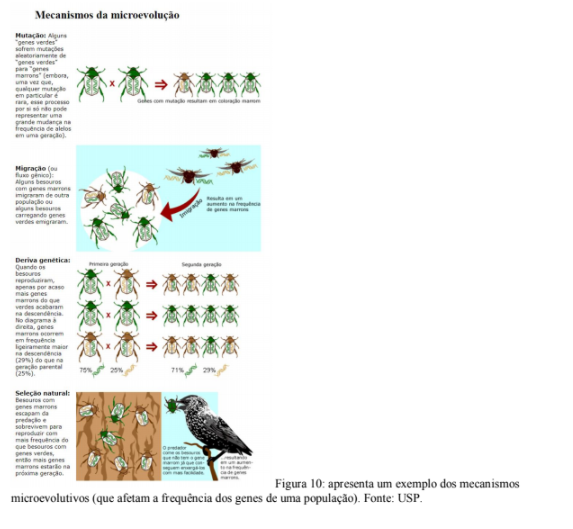 Mecanismos da microevolução
Mutação: Alguns
"genes verdes"
sofrem mutações
aleatoriamente de
"genes verdes"
para "genes
marrons" (embora,
uma vez que,
qualquer mutação
em particular é
rara, esse processo
por si só não pode
representar uma
grande mudança na
frequência de alelos
em uma geração).
X
Genes com mutação resultam em coloração marrom
Migração (ou
fluxo gênico):
Alguns besouros
com genes marrons
imigraram de outra
população ou
alguns besouros
carregando genes
verdes emigraram.
Imigração
Resulta em um
aumento na frequência
de genes marrons
Deriva genética:
Quando os
besouros
reproduziram,
apenas por acaso
mais genes
marrons do que
verdes acabaram
na descendência.
No diagrama à
direita, genes
marrons ocorrem
em frequência
ligeiramente maior
na descendência
(29%) do que na
geração parental
(25%).
Primeira geração
Segunda geração
X
X
X
75% 25% 71% 29%
Seleção natural:
Besouros com
genes marrons
escapam da
predação e
sobrevivem para
reproduzir com
mais frequência do
que besouros com
genes verdes,
então mais genes
marrons estarão na
próxima geração.
O predador
come os besouros
que não tem o gene
marrom já que con-
seguem enxergá-los
com mais facilidade.
resultando
em um aumen-
to na frequên-
cia de genes
marrons.
Figura 10: apresenta um exemplo dos mecanismos
microevolutivos (que afetam a frequência dos genes de uma população). Fonte: USP.